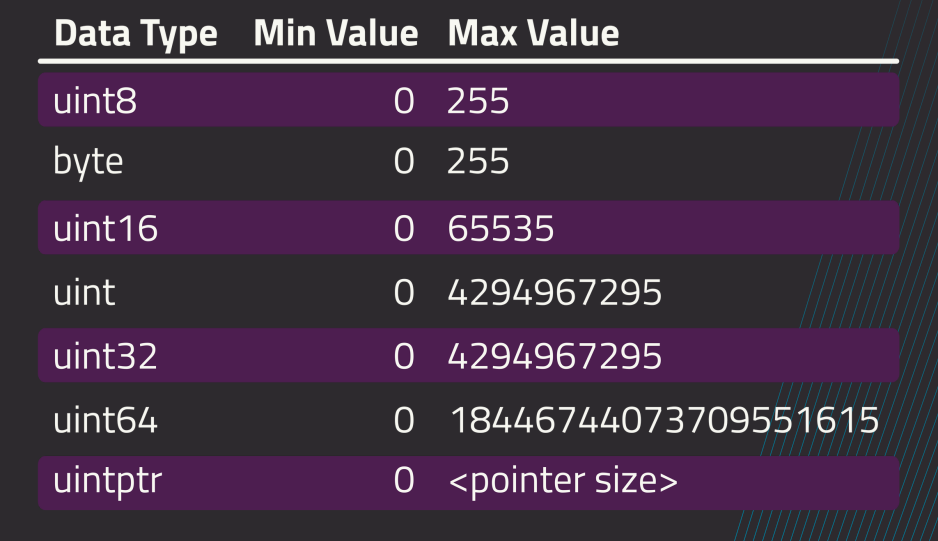 Data Type Min Value Max Value
uint8 0 255
byte 0 255
uint16 0 65535
uint 0 4294967295
uint32 0 4294967295
uint64 0 18446744073709551615
uintptr 0 <pointer size>